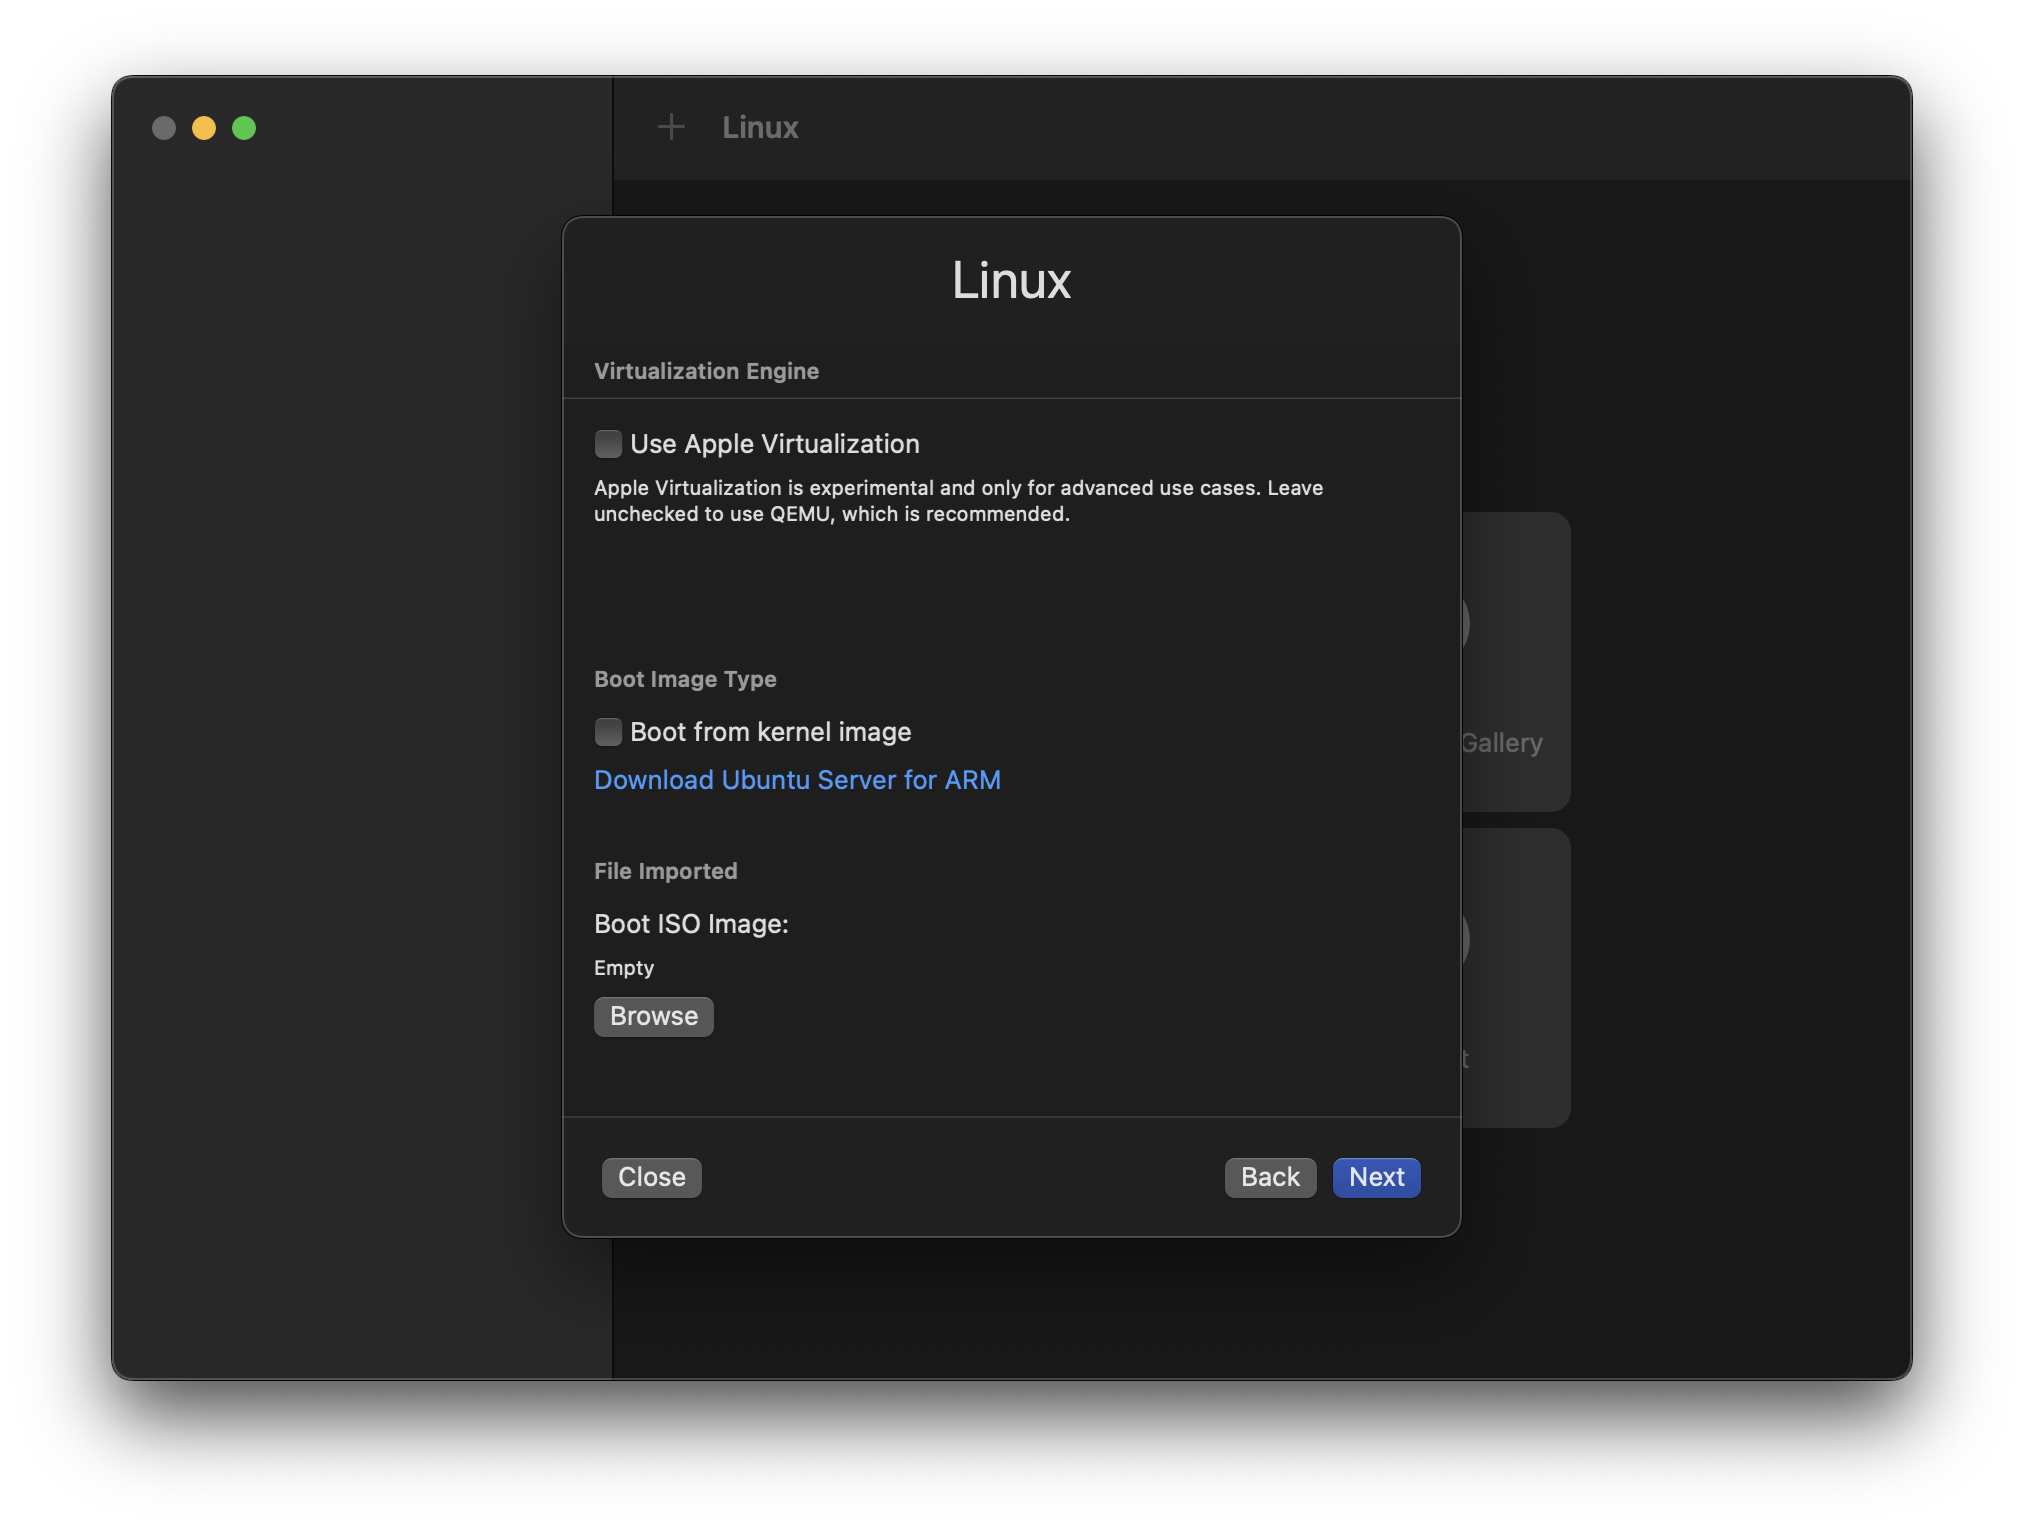 Linux
Linux
Virtualization Engine
Use Apple Virtualization
Apple Virtualization is experimental and only for advanced use cases. Leave
unchecked to use QEMU, which is recommended.
Boot Image Type
Boot from kernel image
Gallery
Download Ubuntu Server for ARM
File Imported
Boot ISO Image:
Empty
Browse
Close
Back
Next